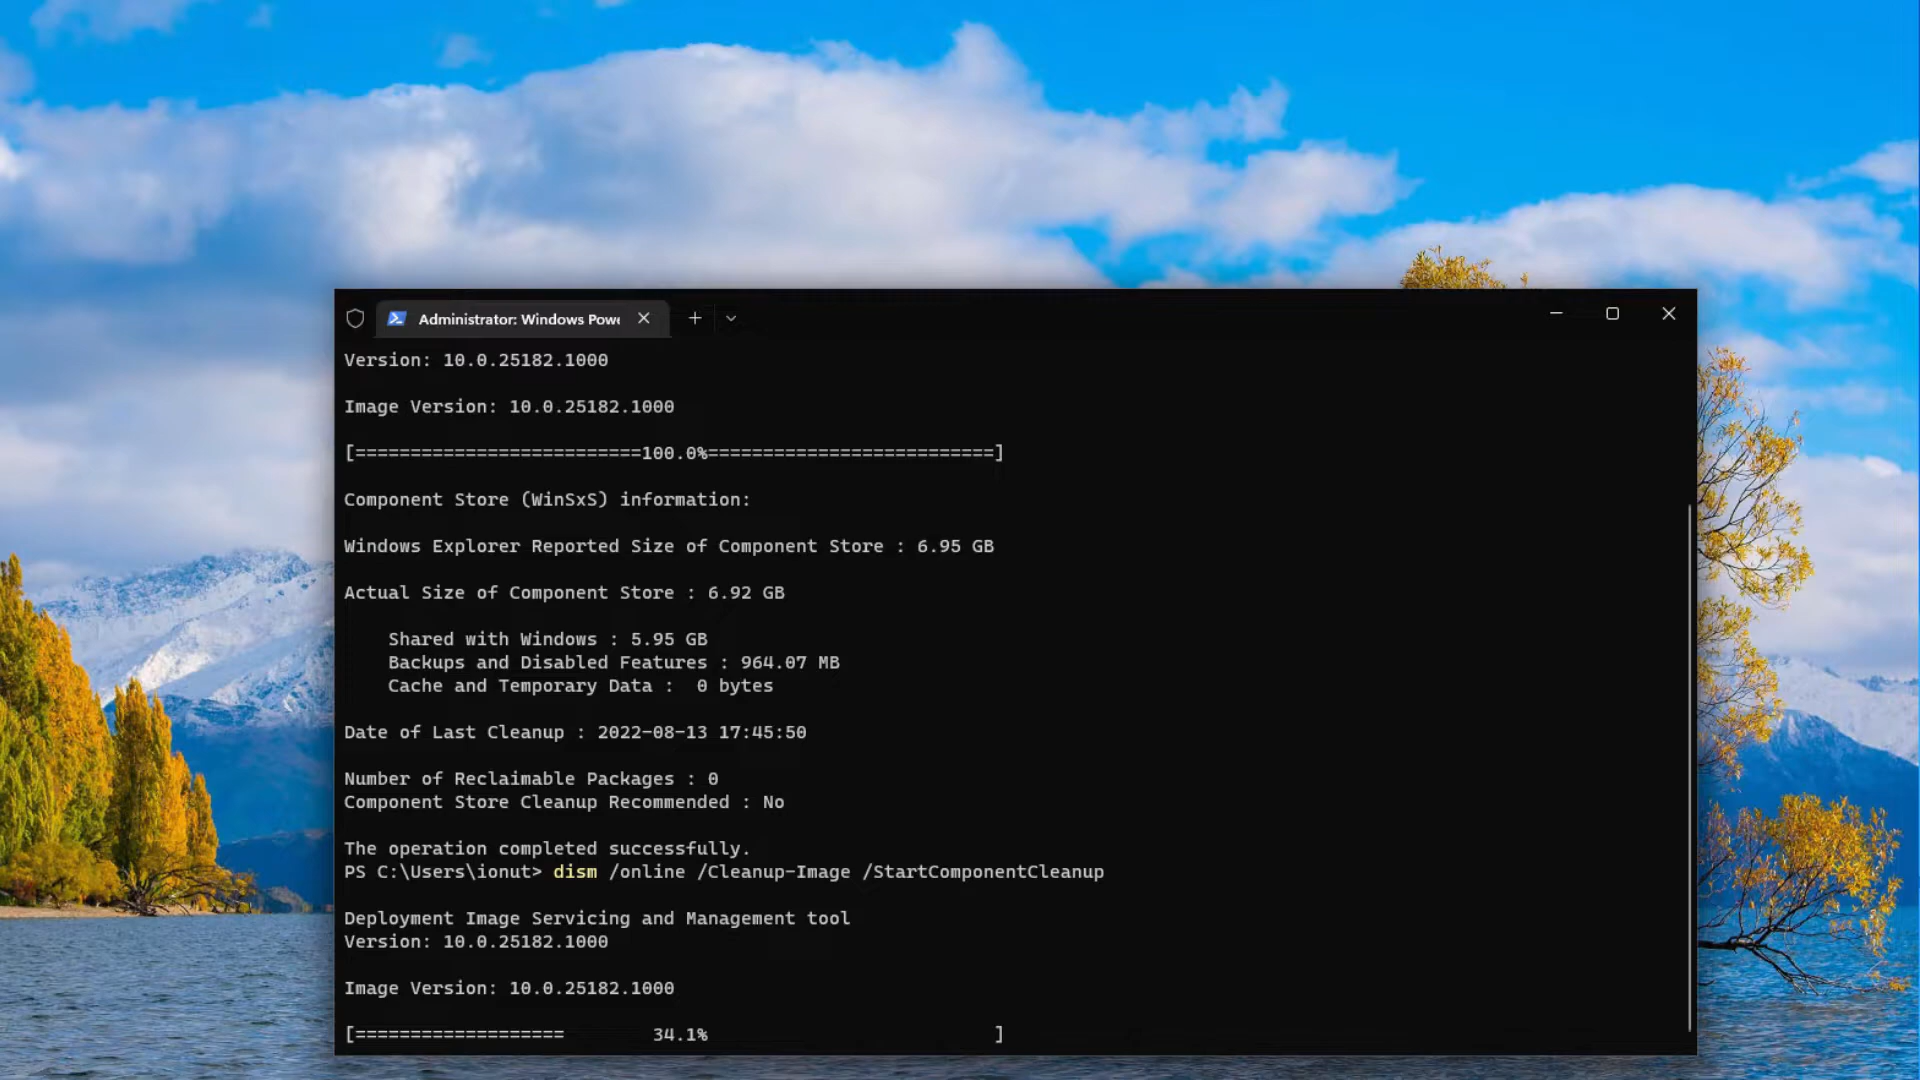 Administrator: Windows Powe
Version: 10.0.25182.1000
Image Version: 10.0.25182.1000
[==========================100.0%==========================]
Component Store (WinSxS) information:
Windows Explorer Reported Size of Component Store : 6.95 GB
Actual Size of Component Store : 6.92 GB
Shared with Windows : 5.95 GB
Backups and Disabled Features : 964.07 MB
Cache and Temporary Data :  0 bytes
Date of Last Cleanup : 2022-08-13 17:45:50
Number of Reclaimable Packages : 0
Component Store Cleanup Recommended : No
The operation completed successfully.
PS C:\Users\ionut> dism /online /Cleanup-Image /StartComponentCleanup
Deployment Image Servicing and Management tool
Version: 10.0.25182.1000
Image Version: 10.0.25182.1000
[===================        34.1%                          ]